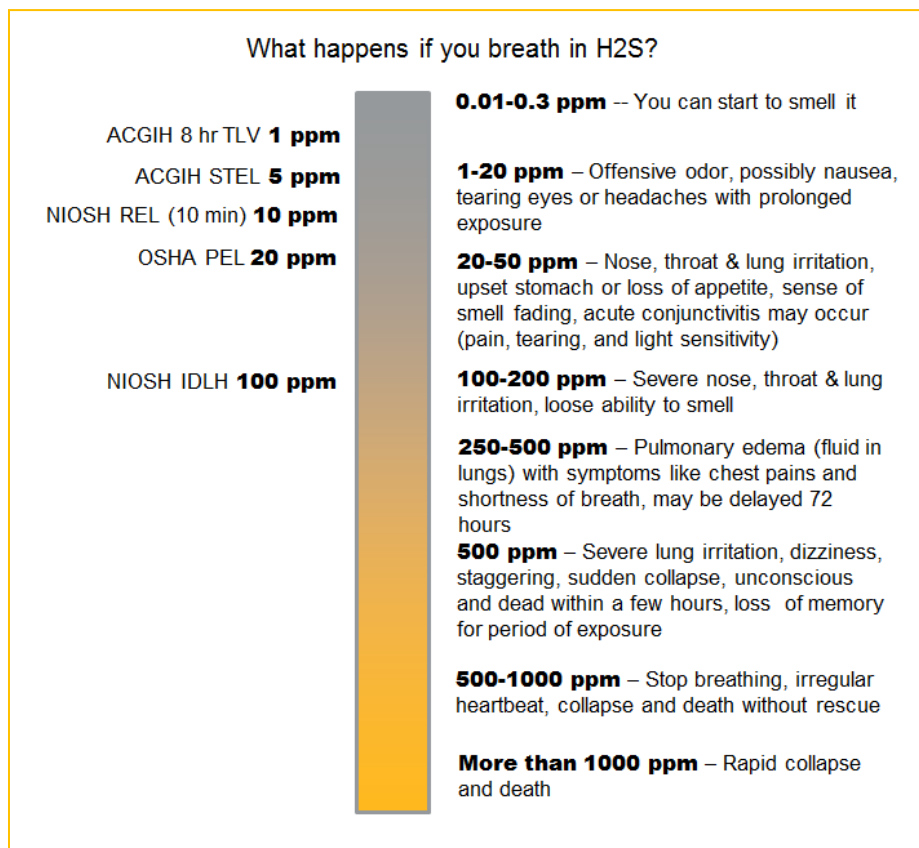 What happens if you breath in H2S?
ACGIH 8 hr TLV 1 ppm
ACGIH STEL 5 ppm
NIOSH REL (10 min) 10 ppm
OSHA PEL 20 ppm
NIOSH IDLH 100 ppm
0.01-0.3 ppm -- You can start to smell it
1-20 ppm – Offensive odor, possibly nausea,
tearing eyes or headaches with prolonged
exposure
20-50 ppm – Nose, throat & lung irritation,
upset stomach or loss of appetite, sense of
smell fading, acute conjunctivitis may occur
(pain, tearing, and light sensitivity)
100-200 ppm – Severe nose, throat & lung
irritation, loose ability to smell
250-500 ppm – Pulmonary edema (fluid in
lungs) with symptoms like chest pains and
shortness of breath, may be delayed 72
hours
500 ppm – Severe lung irritation, dizziness,
staggering, sudden collapse, unconscious
and dead within a few hours, loss of memory
for period of exposure
500-1000 ppm – Stop breathing, irregular
heartbeat, collapse and death without rescue
More than 1000 ppm – Rapid collapse
and death